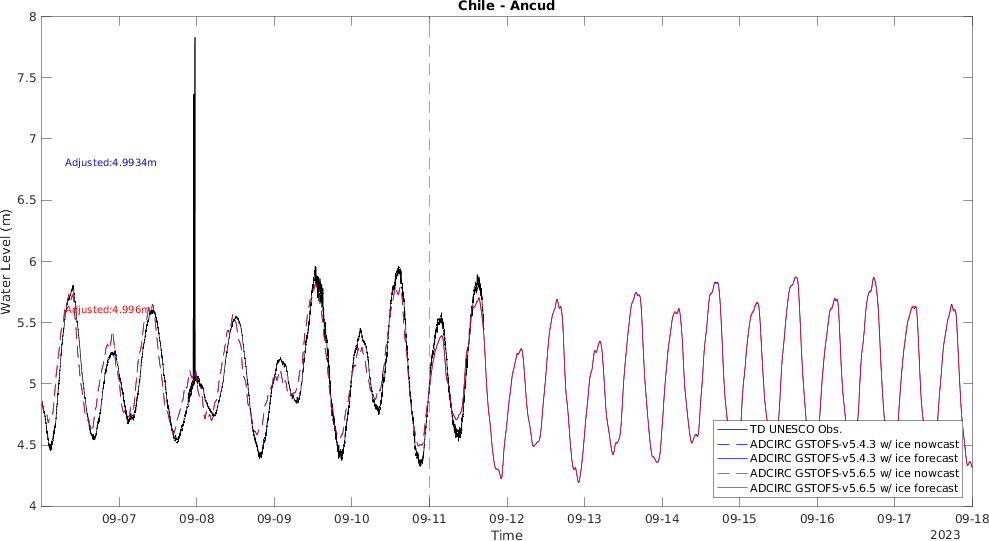 Chile - Ancud
8
7.5
7
6.5
6
5.5
5
4.5
4
Water Level (m)
Adjusted:4.9934m
Adjusted:4.996m
TD UNESCO Obs.
ADCIRC GSTOFS-v5.4.3 w/ ice nowcast
ADCIRC GSTOFS-v5.4.3 w/ ice forecast
ADCIRC GSTOFS-v5.6.5 w/ ice nowcast
ADCIRC GSTOFS-v5.6.5 w/ ice forecast
09-07 09-08 09-09 09-10 09-11 09-12 09-13 09-14 09-15 09-16 09-17 09-18
Time
2023